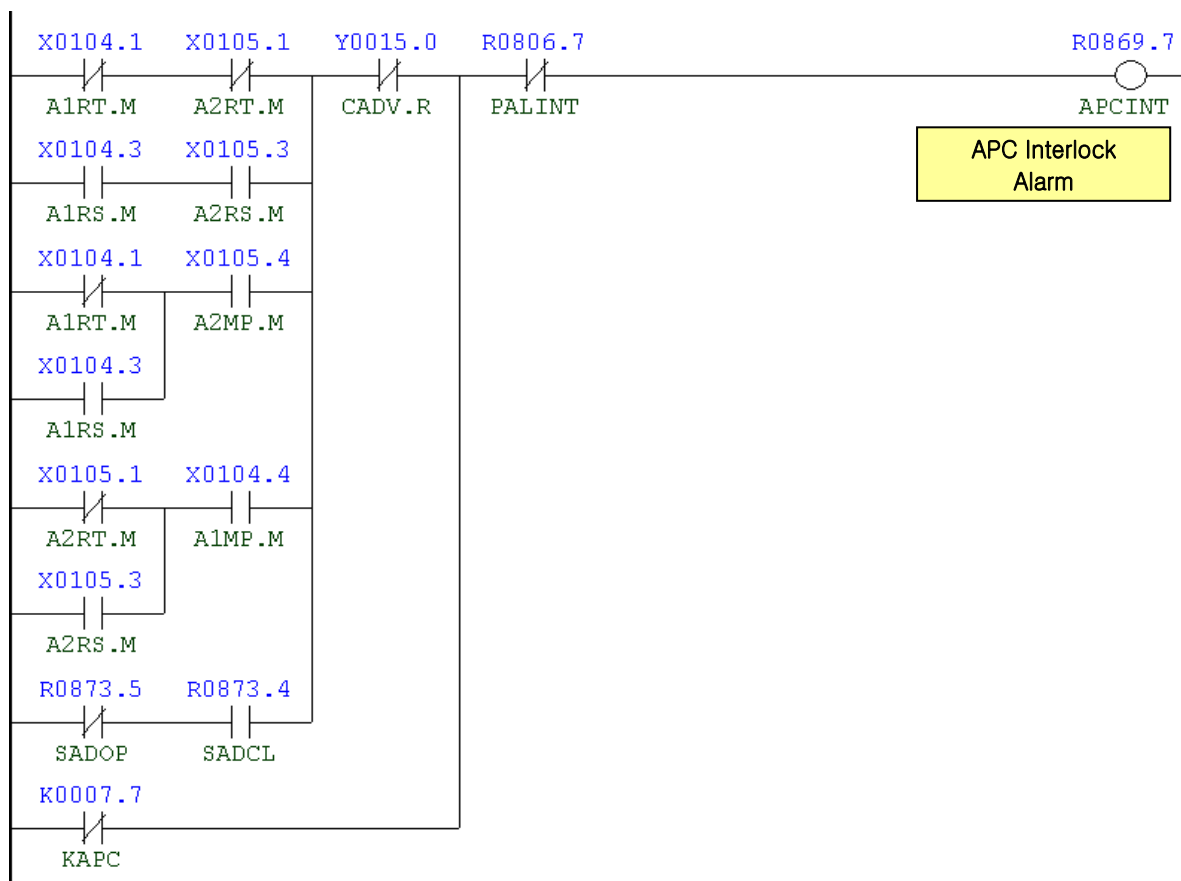 X0104.1 X0105.1 Y0015.0 R0806.7 R0869.7
A1RT.M A2RT.M CADV.R PALINT APCINT
X0104.3 X0105.3
APC Interlock
Alarm
A1RS.M A2RS.M
X0104.1 X0105.4
A1RT.M A2MP.M
X0104.3
A1RS.M
X0105.1 X0104.4
A2RT.M A1MP.M
X0105.3
A2RS.M
R0873.5 R0873.4
SADOP SADCL
K0007.7
KAPC